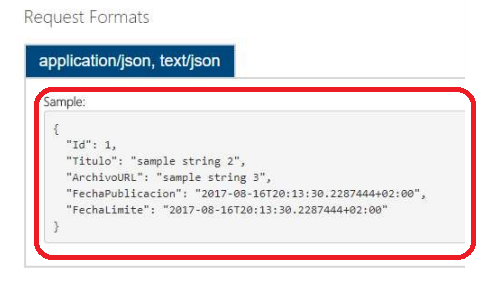 Request Formats
application/json, text/json
Sample:
{
"Id": 1,
"Titulo": "sample string 2",
"ArchivoURL": "sample string 3",
"FechaPublicacion": "2017-08-16T20:13:30.2287444+02:00",
"FechaLimite": "2017-08-16T20:13:30.2287444+02:00"
}